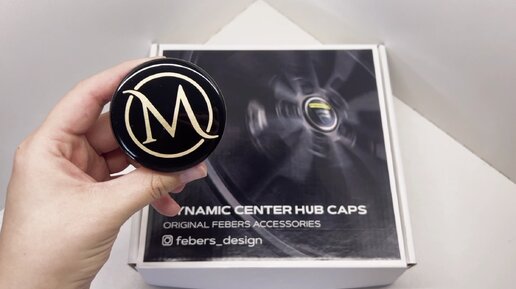 M
YNAMIC CENTER HUB CAPS
ORIGINAL FEBERS ACCESSORIES
febers_design